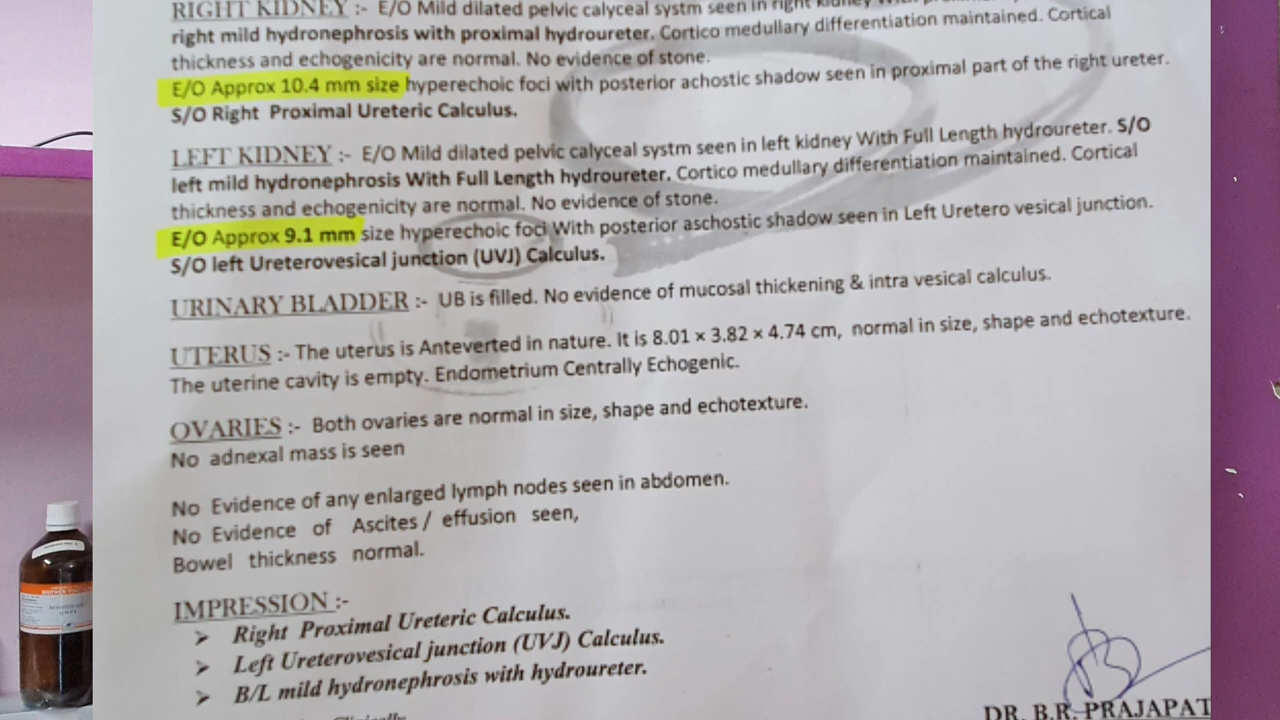 RIGHT KIDNEY :- E/O Mild dilated pelvic calyceal systm seen in right kidney
right mild hydronephrosis with proximal hydroureter. Cortico medullary differentiation maintained. Cortical
thickness and echogenicity are normal. No evidence of stone.
E/O Approx 10.4 mm size hyperechoic foci with posterior achostic shadow seen in proximal part of the right ureter.
S/O Right Proximal Ureteric Calculus.
LEFT KIDNEY :- E/O Mild dilated pelvic calyceal systm seen in left kidney With Full Length hydroureter. S/O
left mild hydronephrosis With Full Length hydroureter. Cortico medullary differentiation maintained. Cortical
thickness and echogenicity are normal. No evidence of stone.
E/O Approx 9.1 mm size hyperechoic foci With posterior aschostic shadow seen in Left Uretero vesical junction.
S/O left Ureterovesical junction (UVJ) Calculus.
URINARY BLADDER :- UB is filled. No evidence of mucosal thickening & intra vesical calculus.
UTERUS :- The uterus is Anteverted in nature. It is 8.01 × 3.82 × 4.74 cm, normal in size, shape and echotexture.
The uterine cavity is empty. Endometrium Centrally Echogenic.
OVARIES :- Both ovaries are normal in size, shape and echotexture.
No adnexal mass is seen
No Evidence of any enlarged lymph nodes seen in abdomen.
No Evidence of Ascites / effusion seen,
Bowel thickness normal.
IMPRESSION :-
➢ Right Proximal Ureteric Calculus.
➢ Left Ureterovesical junction (UVJ) Calculus.
➢ B/L mild hydronephrosis with hydroureter.
DR. B.R. PRAJAPAT